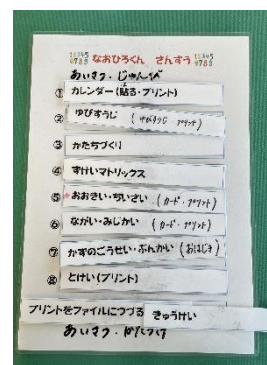 12345 6785 なおひろくん さんすう 12345 6785
あいさつ・じゅんび
① カレンダー(貼る・プリント)
② ゆびすうじ (ゆびすうじ プリント)
③ かたちづくり
④ ずけいマトリックス
⑤ おおきい・ちいさい (カード・プリント)
⑥ ながい・みじかい (カード・プリント)
⑦ かずのごうせい・ぶんかい (おはじき)
⑧ とけい(プリント)
プリントをファイルにつづる きゅうけい
あいさつ・かたづけ